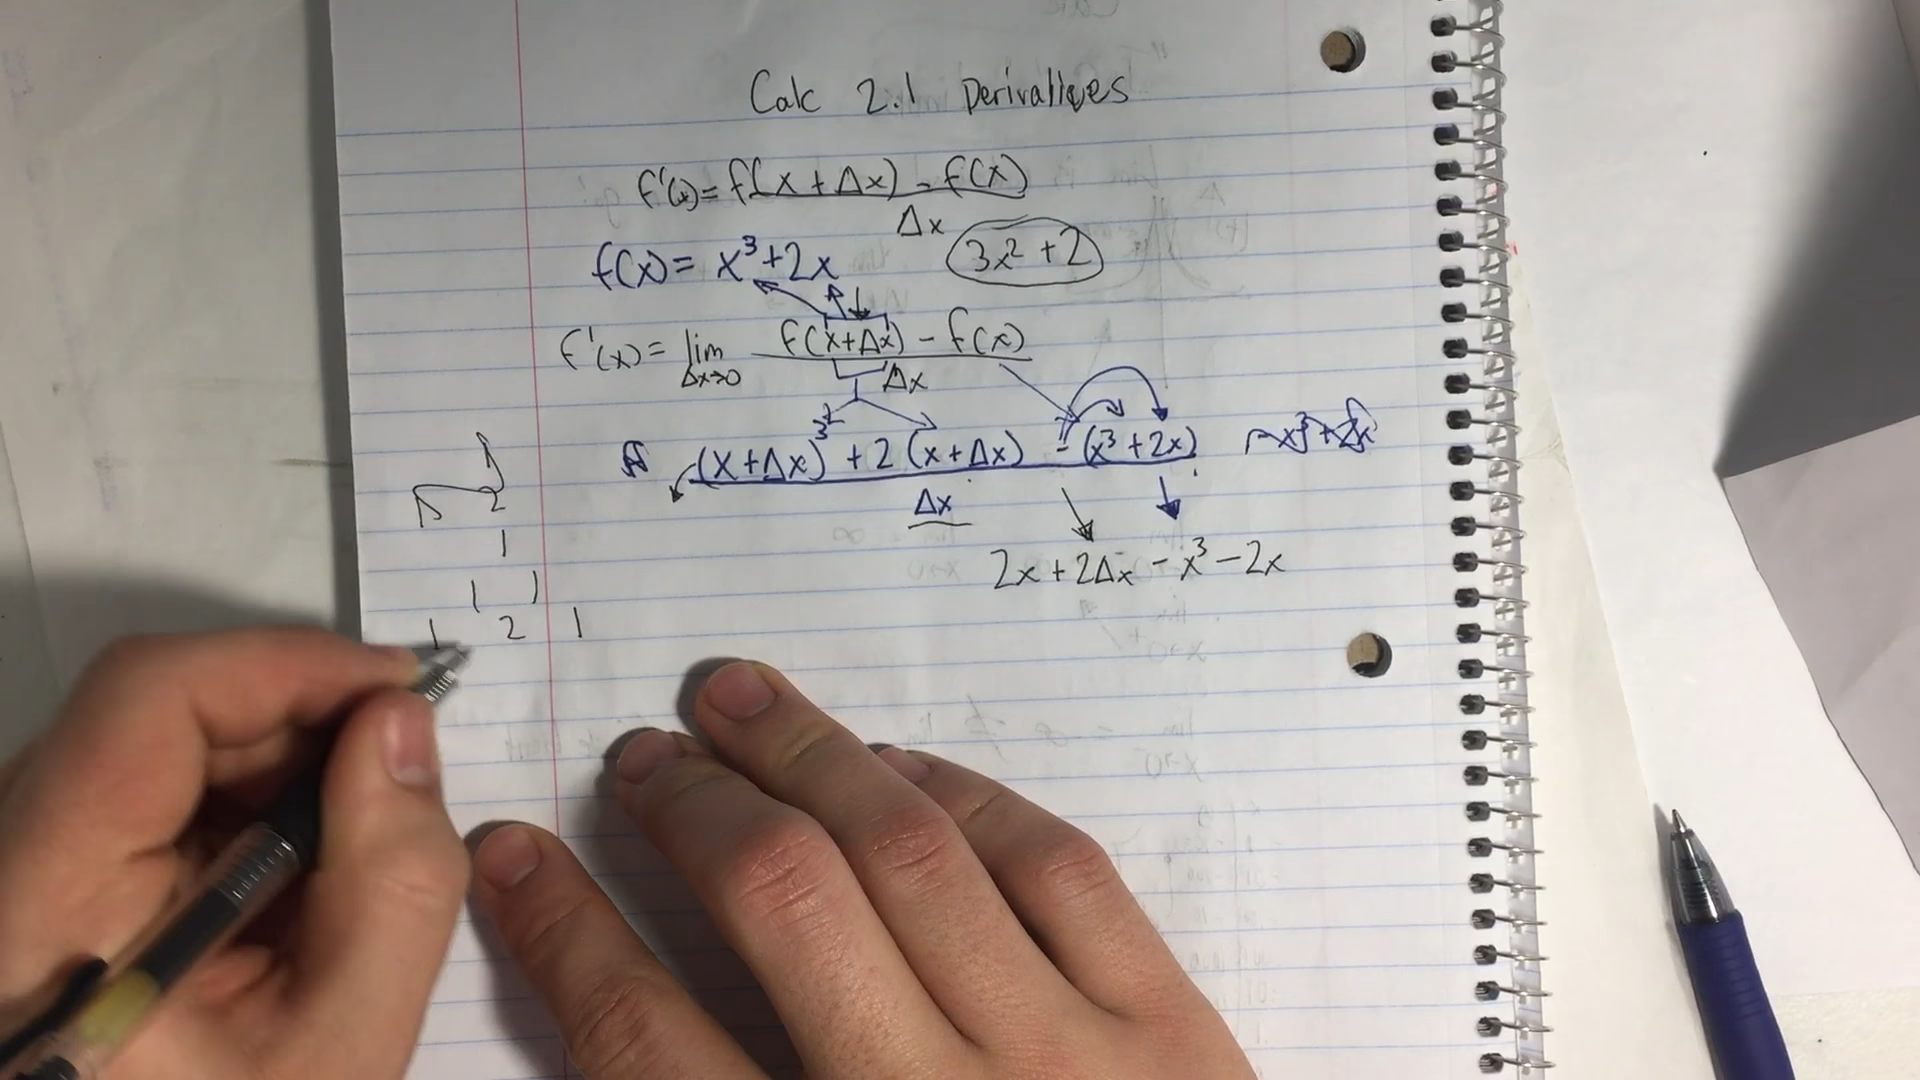 Calc 2.1 Derivatives
f'(x) = f(x + Δx) - f(x)
Δx
f(x) = x³+2x
3x² +2
f'(x) = lim f(x+Δx) - f(x)
Δx→0 Δx
(x+Δx)³ + 2 (x+Δx) - (x³ + 2x)
Δx
2x + 2Δx - x³ - 2x
2
1
1 1
1 2 1